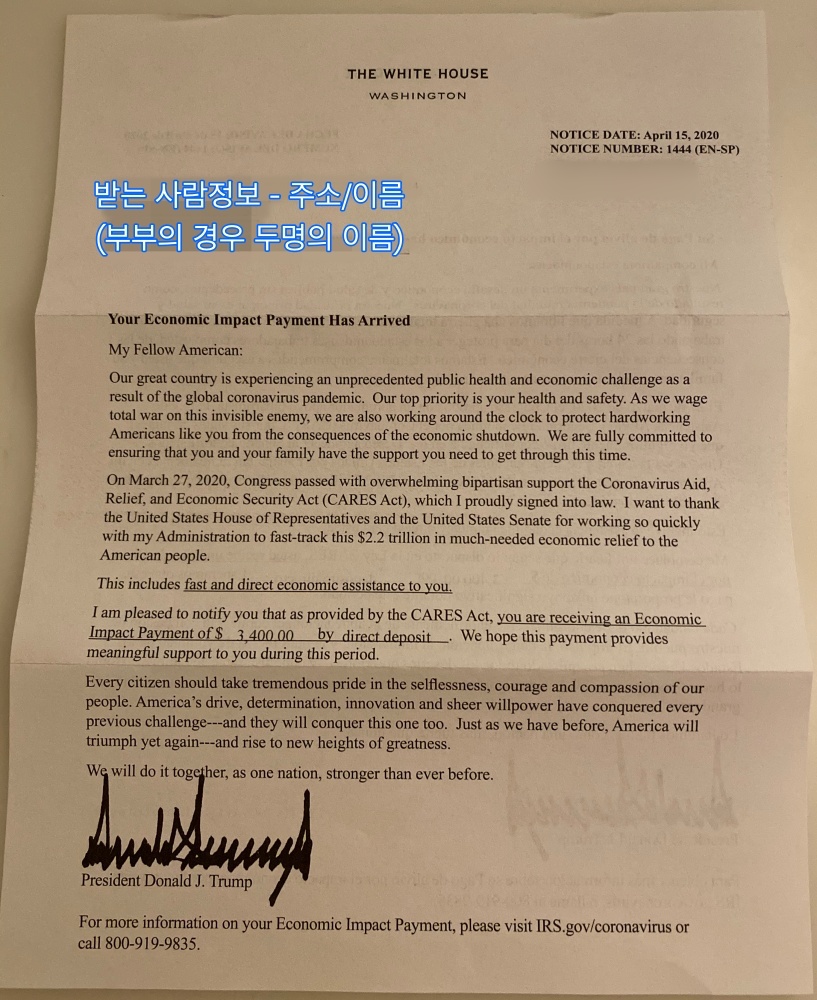 THE WHITE HOUSE
WASHINGTON
NOTICE DATE: April 15, 2020
NOTICE NUMBER: 1444 (EN-SP)
받는 사람정보 - 주소/이름
(부부의 경우 두명의 이름)
Your Economic Impact Payment Has Arrived
My Fellow American:
Our great country is experiencing an unprecedented public health and economic challenge as a
result of the global coronavirus pandemic. Our top priority is your health and safety. As we wage
total war on this invisible enemy, we are also working around the clock to protect hardworking
Americans like you from the consequences of the economic shutdown. We are fully committed to
ensuring that you and your family have the support you need to get through this time.
On March 27, 2020, Congress passed with overwhelming bipartisan support the Coronavirus Aid,
Relief, and Economic Security Act (CARES Act), which I proudly signed into law. I want to thank
the United States House of Representatives and the United States Senate for working so quickly
with my Administration to fast-track this $2.2 trillion in much-needed economic relief to the
American people.
This includes fast and direct economic assistance to you.
I am pleased to notify you that as provided by the CARES Act, you are receiving an Economic
Impact Payment of $ 3,400.00 by direct deposit . We hope this payment provides
meaningful support to you during this period.
Every citizen should take tremendous pride in the selflessness, courage and compassion of our
people. America's drive, determination, innovation and sheer willpower have conquered every
previous challenge---and they will conquer this one too. Just as we have before, America will
triumph yet again---and rise to new heights of greatness.
We will do it together, as one nation, stronger than ever before.
President Donald J. Trump
For more information on your Economic Impact Payment, please visit IRS.gov/coronavirus or
call 800-919-9835.